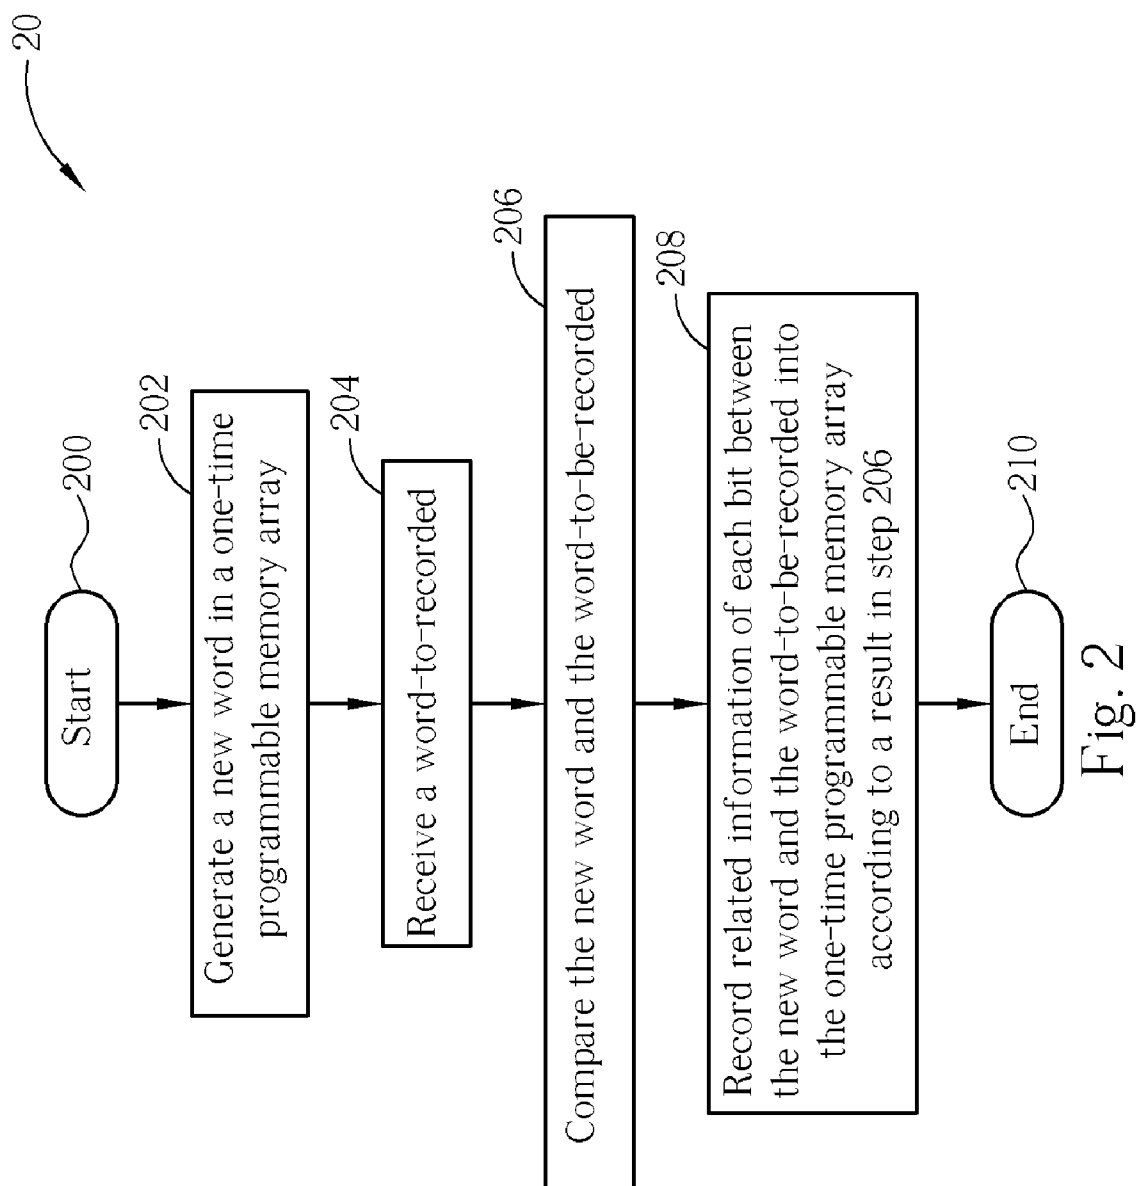 20
Start
200
Generate a new word in a one-time
programmable memory array
202
Receive a word-to-recorded
204
Compare the new word and the word-to-be-recorded
206
Record related information of each bit between
the new word and the word-to-be-recorded into
the one-time programmable memory array
according to a result in step 206
208
End
210
Fig. 2